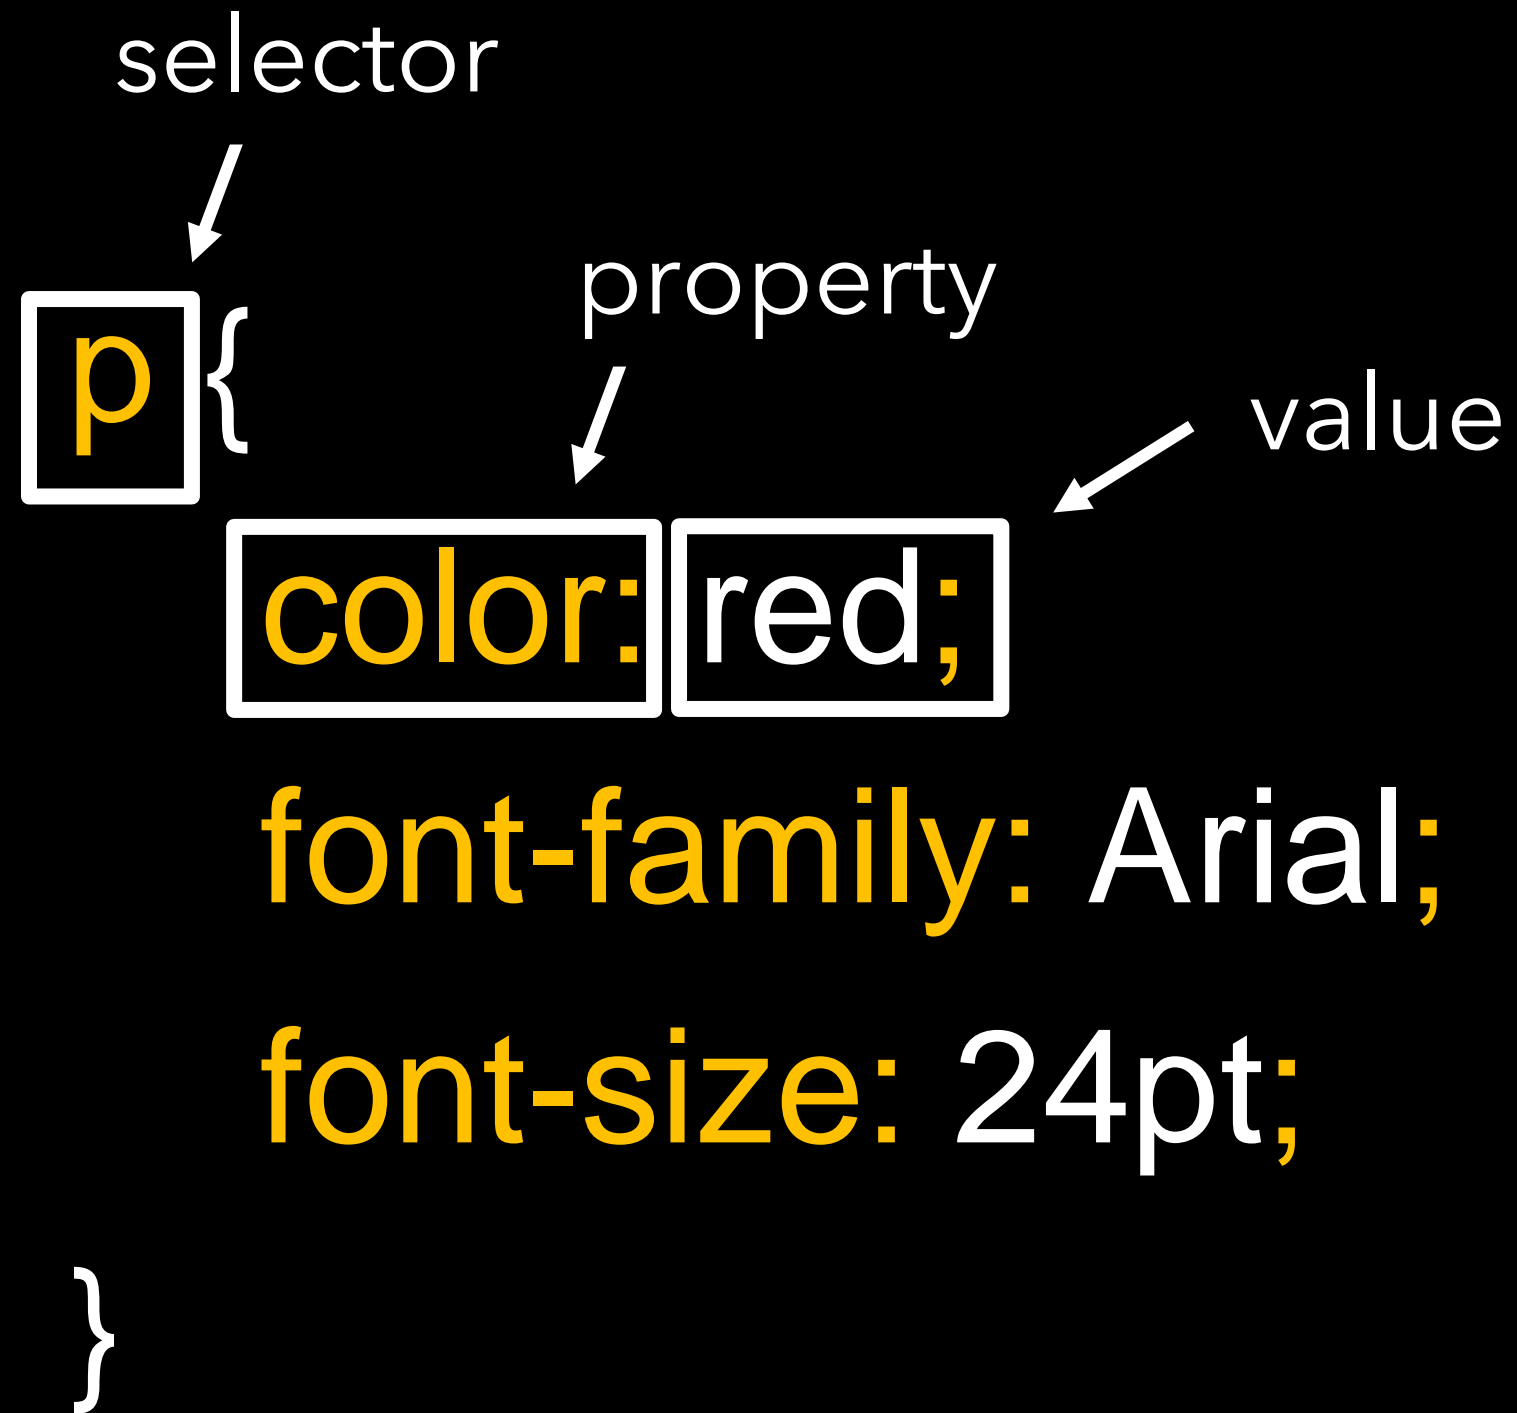 selector
property
value
p {
color: red;
font-family: Arial;
font-size: 24pt;
}